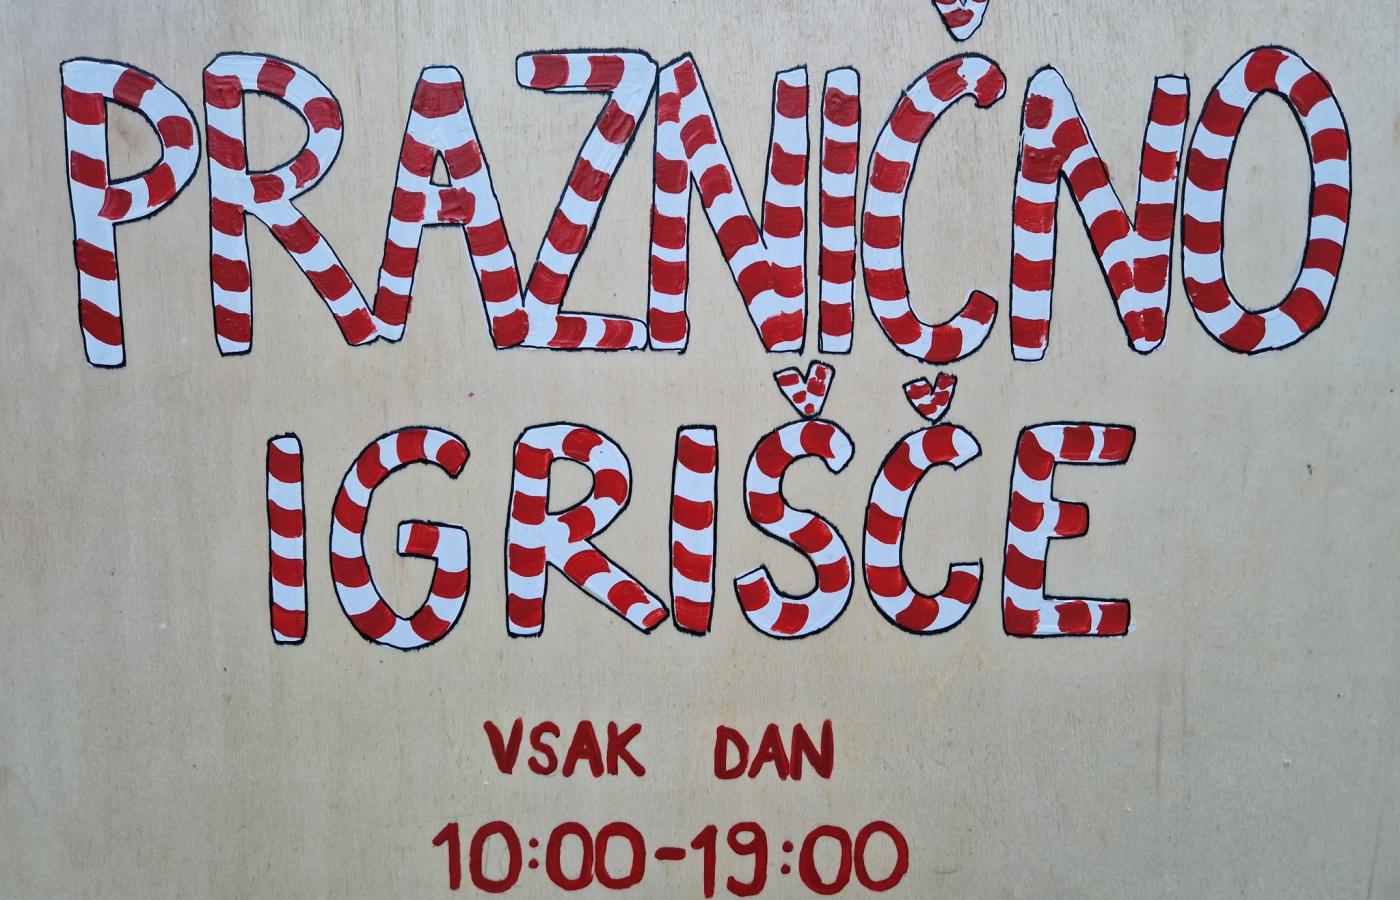 PRAZNIČNO
IGRIŠČE
VSAK DAN
10:00-19:00